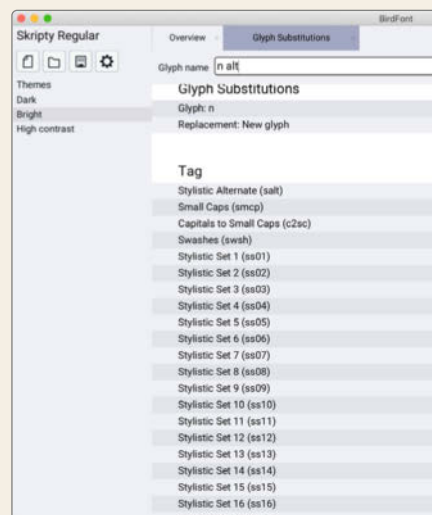 BirdFont
Skripty Regular
Overview
Glyph Substitutions
Glyph name
n alt
Themes
Dark
Bright
High contrast
Glyph Substitutions
Glyph: n
Replacement: New glyph
Tag
Stylistic Alternate (salt)
Small Caps (smcp)
Capitals to Small Caps (c2sc)
Swashes (swsh)
Stylistic Set 1 (ss01)
Stylistic Set 2 (ss02)
Stylistic Set 3 (ss03)
Stylistic Set 4 (ss04)
Stylistic Set 5 (ss05)
Stylistic Set 6 (ss06)
Stylistic Set 7 (ss07)
Stylistic Set 8 (ss08)
Stylistic Set 9 (ss09)
Stylistic Set 10 (ss10)
Stylistic Set 11 (ss11)
Stylistic Set 12 (ss12)
Stylistic Set 13 (ss13)
Stylistic Set 14 (ss14)
Stylistic Set 15 (ss15)
Stylistic Set 16 (ss16)